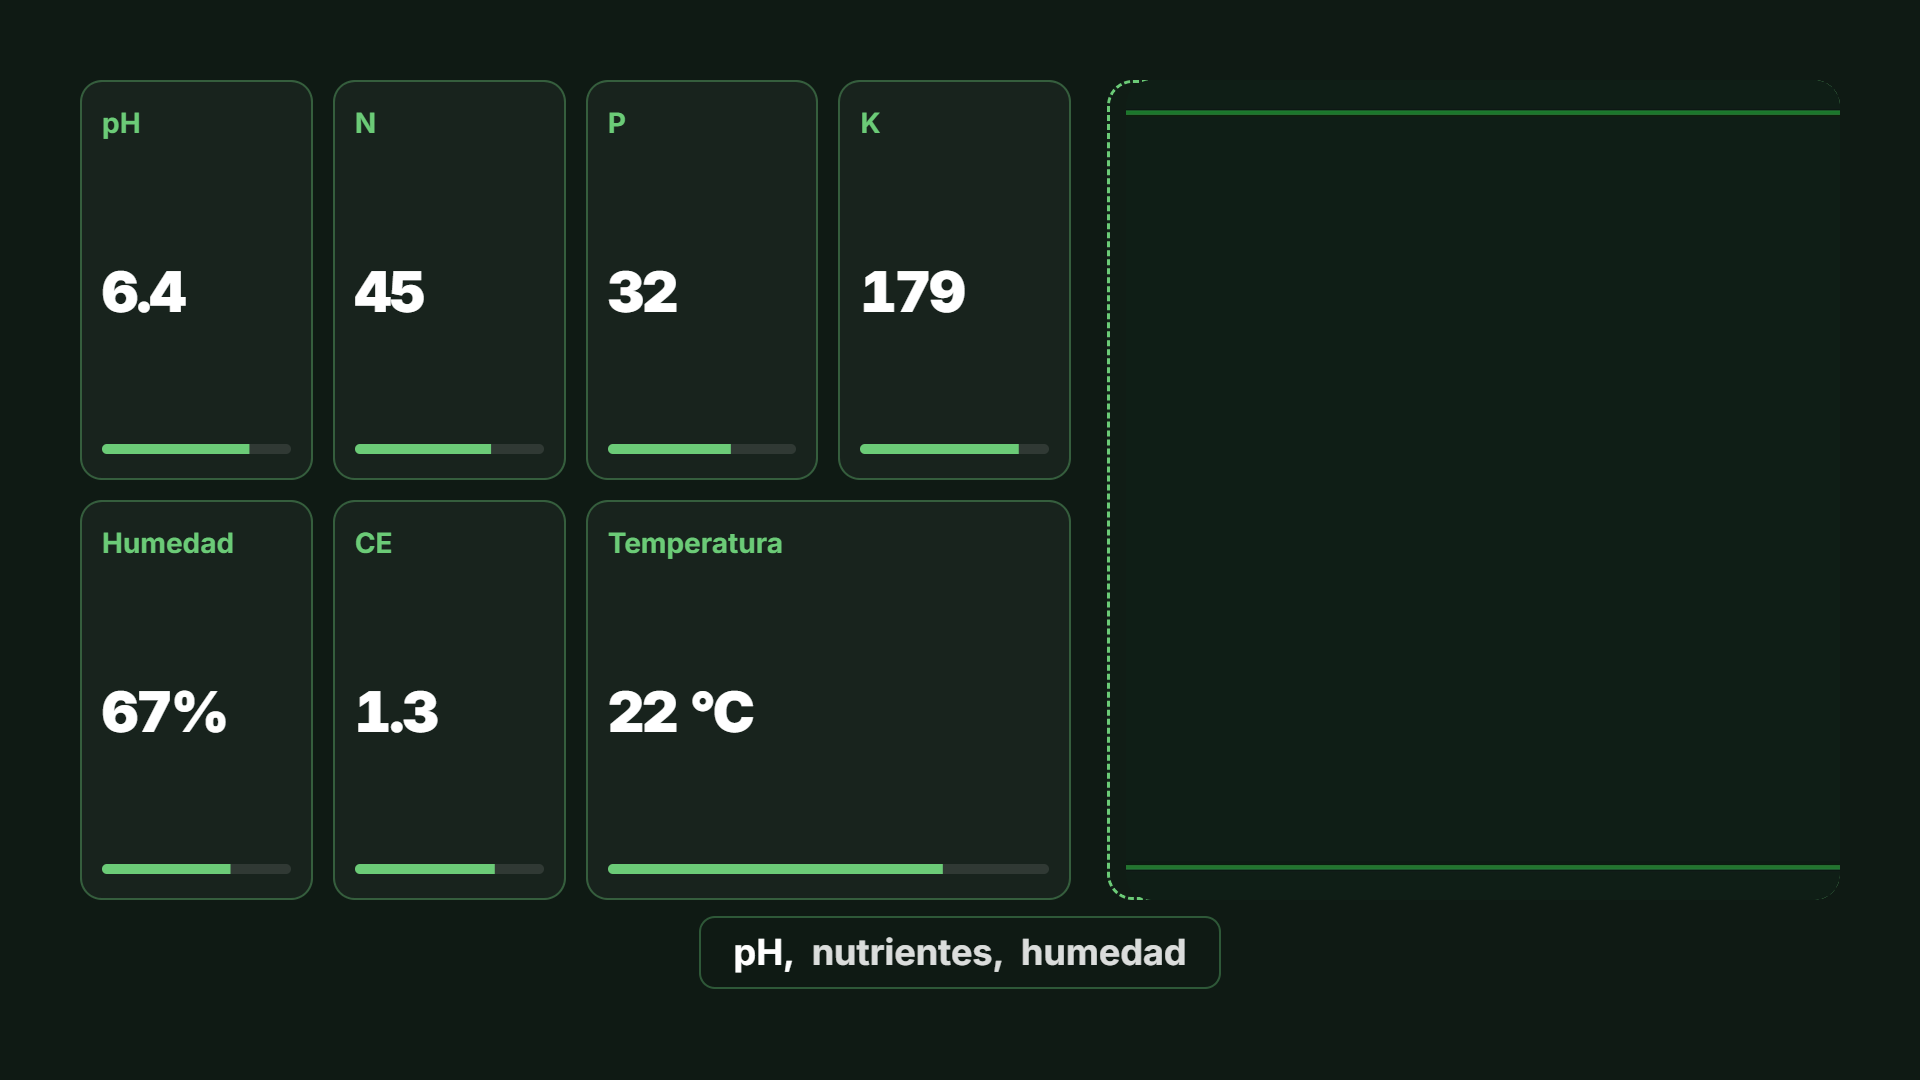 pH
6.4
N
45
P
32
K
179
Humedad
67%
CE
1.3
Temperatura
22 °C
pH, nutrientes, humedad